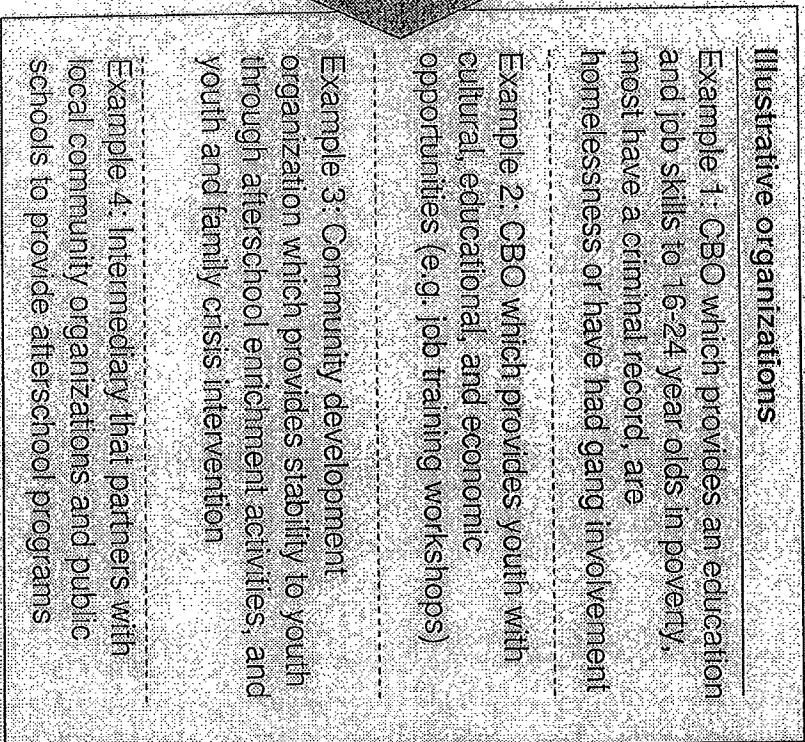 Illustrative organizations
Example 1: CBO which provides an education
and job skills to 16-24 year olds in poverty,
most have a criminal record, are
homelessness or have had gang involvement
Example 2: CBO which provides youth with
cultural, educational, and economic
opportunities (e.g. job training workshops)
Example 3: Community development
organization which provides stability to youth
through afterschool enrichment activities, and
youth and family crisis intervention
Example 4: Intermediary that partners with
local community organizations and public
schools to provide afterschool programs